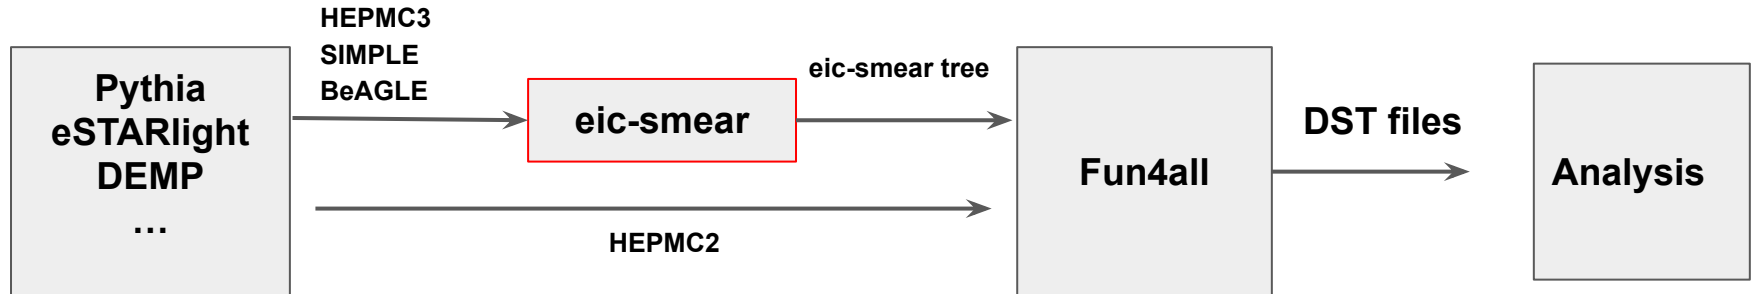 Pythia
eSTARlight
DEMP
…
HEPMC3
SIMPLE
BeAGLE
eic-smear
eic-smear tree
HEPMC2
Fun4all
DST files
Analysis